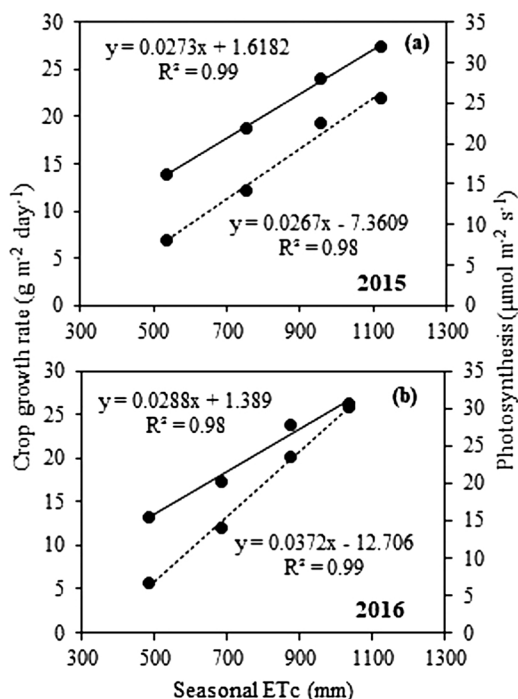 30
25
20
15
10
5
0
y = 0.0273x + 1.6182
R² = 0.99
(a)
y = 0.0267x - 7.3609
R² = 0.98
2015
35
30
25
20
15
10
5
0
300 500 700 900 1100 1300
Crop growth rate (g m-2 day-1)
Photosynthesis (µmol m-2 s-1)
30
25
20
15
10
5
0
y = 0.0288x + 1.389
R² = 0.98
(b)
y = 0.0372x - 12.706
R² = 0.99
2016
35
30
25
20
15
10
5
0
300 500 700 900 1100 1300
Seasonal ETc (mm)